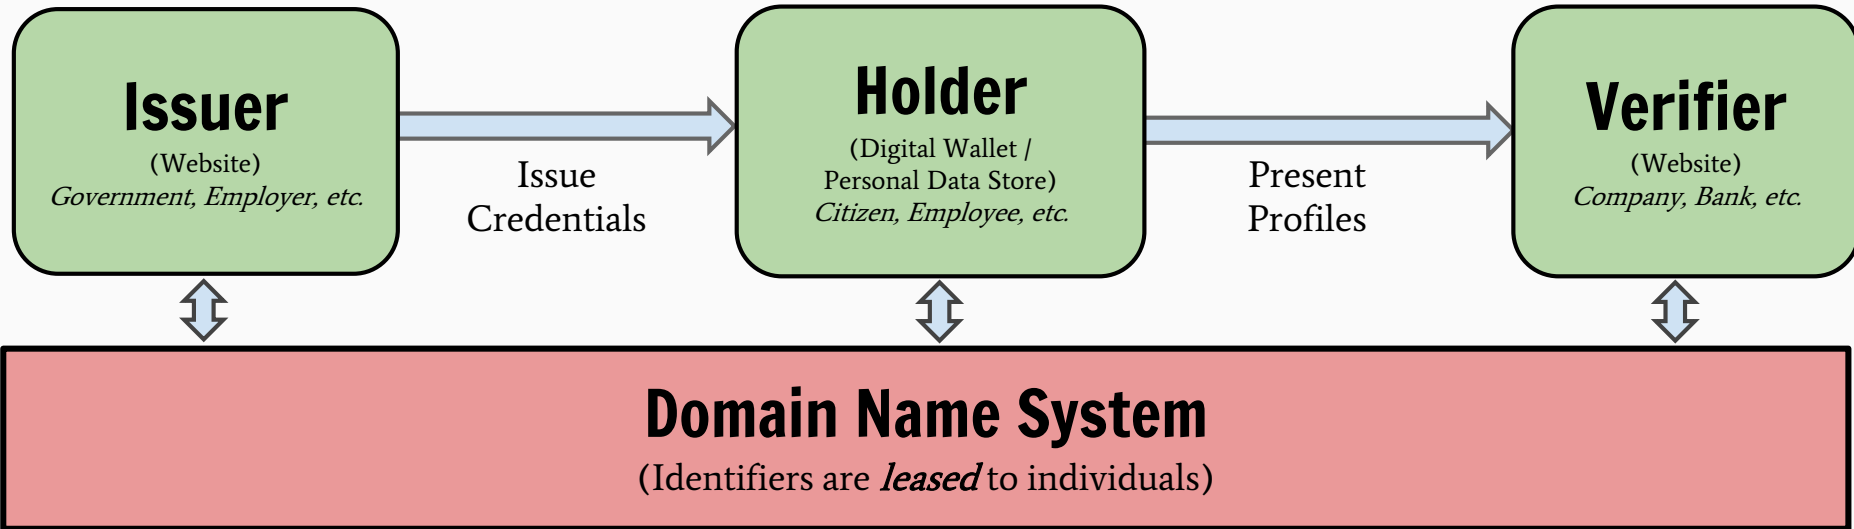 Issuer
(Website)
Government, Employer, etc.
Issue
Credentials
Holder
(Digital Wallet /
Personal Data Store)
Citizen, Employee, etc.
Present
Profiles
Verifier
(Website)
Company, Bank, etc.
Domain Name System
(Identifiers are leased to individuals)